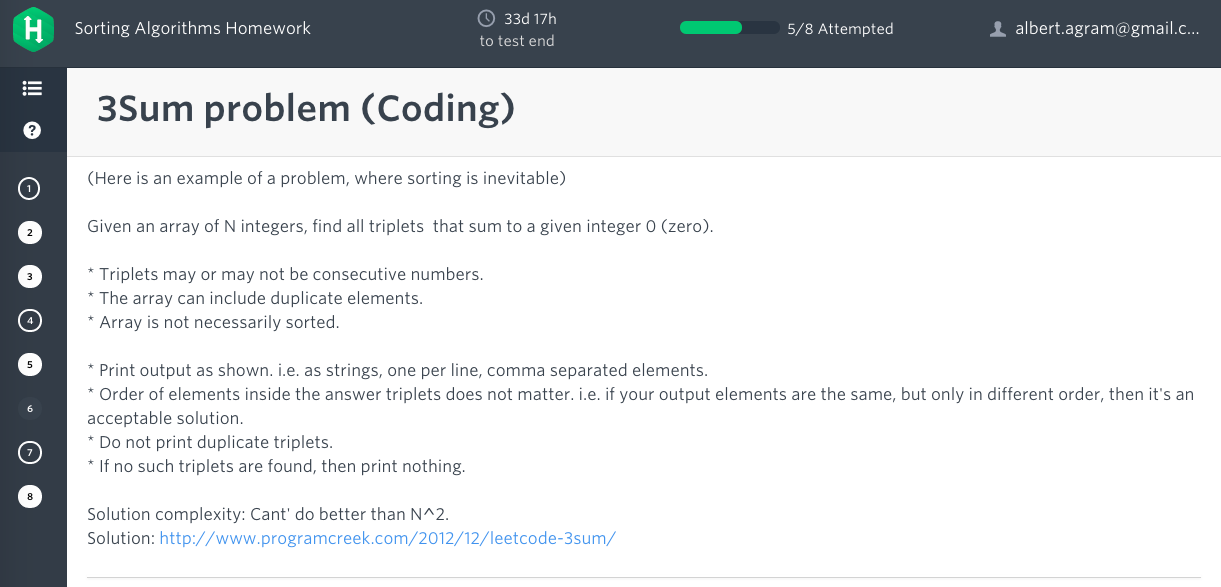 Sorting Algorithms Homework
33d 17h
to test end
5/8 Attempted
albert.agram@gmail.c...
3Sum problem (Coding)
?
1
2
3
4
5
6
7
8
(Here is an example of a problem, where sorting is inevitable)
Given an array of N integers, find all triplets  that sum to a given integer 0 (zero).
* Triplets may or may not be consecutive numbers.
* The array can include duplicate elements.
* Array is not necessarily sorted.
* Print output as shown. i.e. as strings, one per line, comma separated elements.
* Order of elements inside the answer triplets does not matter. i.e. if your output elements are the same, but only in different order, then it's an
acceptable solution.
* Do not print duplicate triplets.
* If no such triplets are found, then print nothing.
Solution complexity: Cant' do better than N^2.
Solution: http://www.programcreek.com/2012/12/leetcode-3sum/